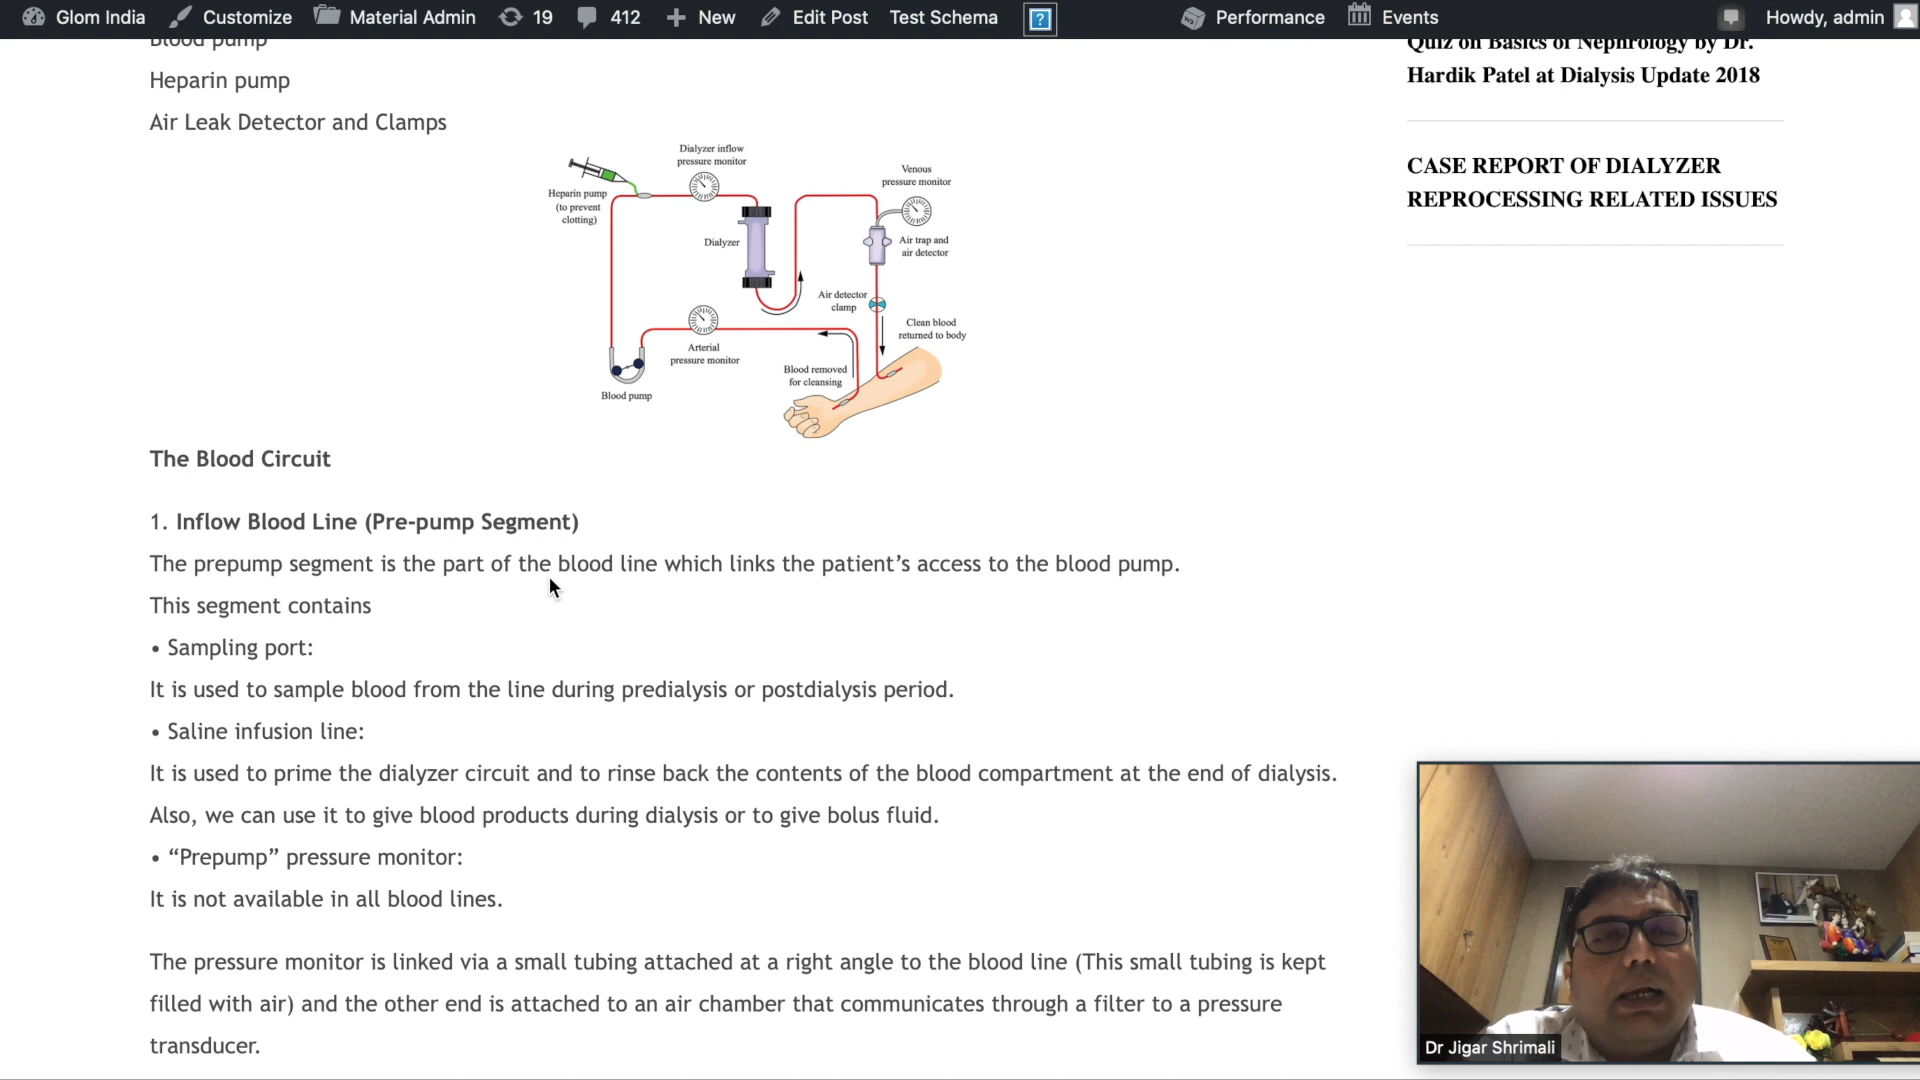 Glom India Customize Material Admin 19 412 New Edit Post Test Schema ? Performance Events Howdy, admin
Blood pump
Heparin pump
Air Leak Detector and Clamps
Heparin pump
(to prevent
clotting)
Dialyzer inflow
pressure monitor
Dialyzer
Venous
pressure monitor
Air trap and
air detector
Air detector
clamp
Clean blood
returned to body
Arterial
pressure monitor
Blood removed
for cleansing
Blood pump
The Blood Circuit
1. Inflow Blood Line (Pre-pump Segment)
The prepump segment is the part of the blood line which links the patient’s access to the blood pump.
This segment contains
• Sampling port:
It is used to sample blood from the line during predialysis or postdialysis period.
• Saline infusion line:
It is used to prime the dialyzer circuit and to rinse back the contents of the blood compartment at the end of dialysis.
Also, we can use it to give blood products during dialysis or to give bolus fluid.
• “Prepump” pressure monitor:
It is not available in all blood lines.
The pressure monitor is linked via a small tubing attached at a right angle to the blood line (This small tubing is kept
filled with air) and the other end is attached to an air chamber that communicates through a filter to a pressure
transducer.
Quiz on Basics of Nephrology by Dr.
Hardik Patel at Dialysis Update 2018
CASE REPORT OF DIALYZER
REPROCESSING RELATED ISSUES
Dr Jigar Shrimali